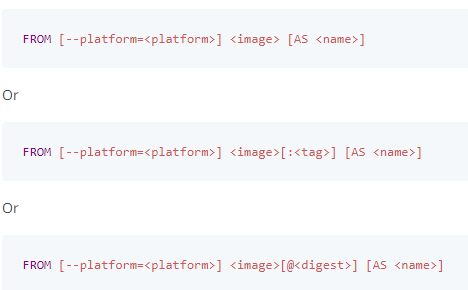 FROM [--platform=<platform>] <image> [AS <name>]
Or
FROM [--platform=<platform>] <image>[:<tag>] [AS <name>]
Or
FROM [--platform=<platform>] <image>[@<digest>] [AS <name>]